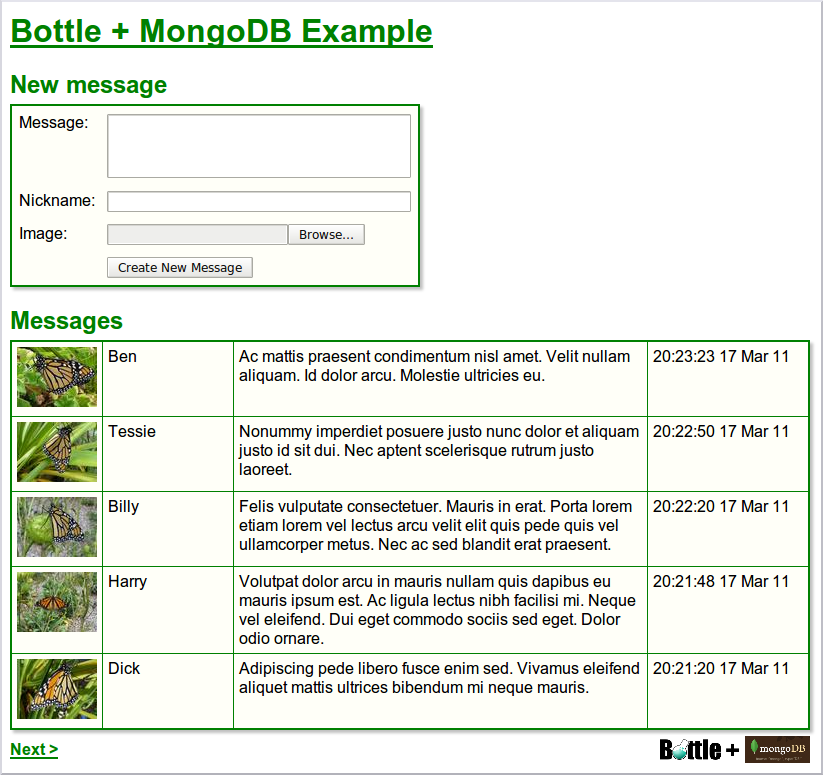 Bottle + MongoDB Example
New message
Message:
Nickname:
Image:
Browse...
Create New Message
Messages
Ben
Ac mattis praesent condimentum nisl amet. Velit nullam
aliquam. Id dolor arcu. Molestie ultricies eu.
20:23:23 17 Mar 11
Tessie
Nonummy imperdiet posuere justo nunc dolor et aliquam
justo id sit dui. Nec aptent scelerisque rutrum justo
laoreet.
20:22:50 17 Mar 11
Billy
Felis vulputate consectetuer. Mauris in erat. Porta lorem
etiam lorem vel lectus arcu velit elit quis pede quis vel
ullamcorper metus. Nec ac sed blandit erat praesent.
20:22:20 17 Mar 11
Harry
Volutpat dolor arcu in mauris nullam quis dapibus eu
mauris ipsum est. Ac ligula lectus nibh facilisi mi. Neque
vel eleifend. Dui eget commodo sociis sed eget. Dolor
odio ornare.
20:21:48 17 Mar 11
Dick
Adipiscing pede libero fusce enim sed. Vivamus eleifend
aliquet mattis ultrices bibendum mi neque mauris.
20:21:20 17 Mar 11
Next >
Bottle + mongoDB